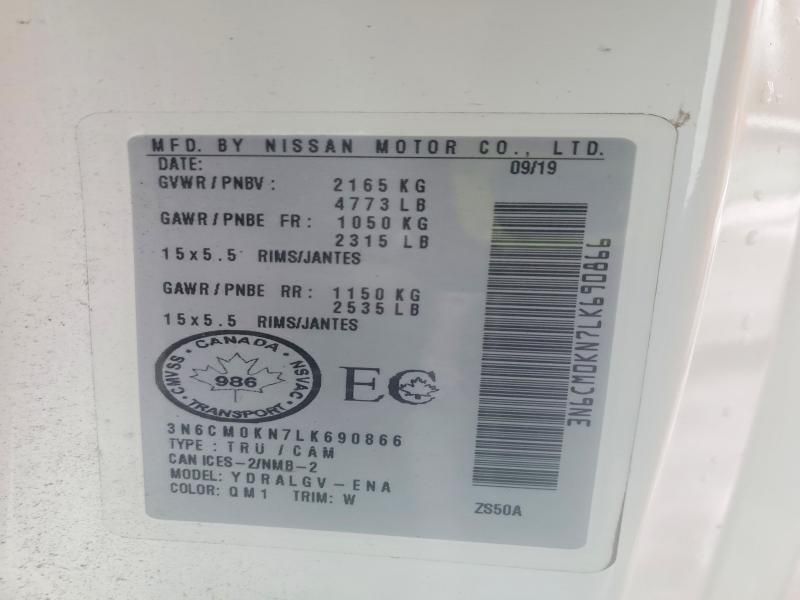 MFD. BY NISSAN MOTOR CO., LTD.
DATE: 09/19
GVWR/PNBV: 2165 KG
4773 LB
GAWR/PNBE FR: 1050 KG
2315 LB
15x5.5 RIMS/JANTES
GAWR/PNBE RR: 1150 KG
2535 LB
15x5.5 RIMS/JANTES
CANADA
CMVSS 986 NSVAC
TRANSPORT
EC
3N6CM0KN7LK690866
TYPE: TRU/CAM
CAN ICES-2/NMB-2
MODEL: YDRALGV-ENA
COLOR: QM1 TRIM: W
ZS50A
3N6CM0KN7LK690866